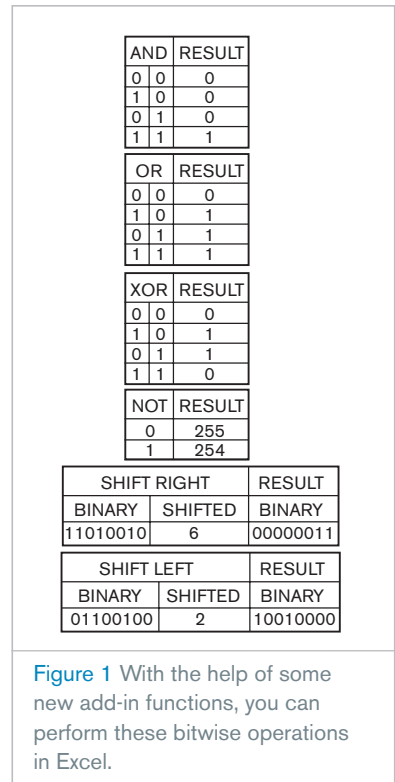 AND RESULT
0 0 0
1 0 0
0 1 0
1 1 1
OR RESULT
0 0 0
1 0 1
0 1 1
1 1 1
XOR RESULT
0 0 0
1 0 1
0 1 1
1 1 0
NOT RESULT
0 255
1 254
SHIFT RIGHT RESULT
BINARY SHIFTED BINARY
11010010 6 00000011
SHIFT LEFT RESULT
BINARY SHIFTED BINARY
01100100 2 10010000
Figure 1 With the help of some
new add-in functions, you can
perform these bitwise operations
in Excel.